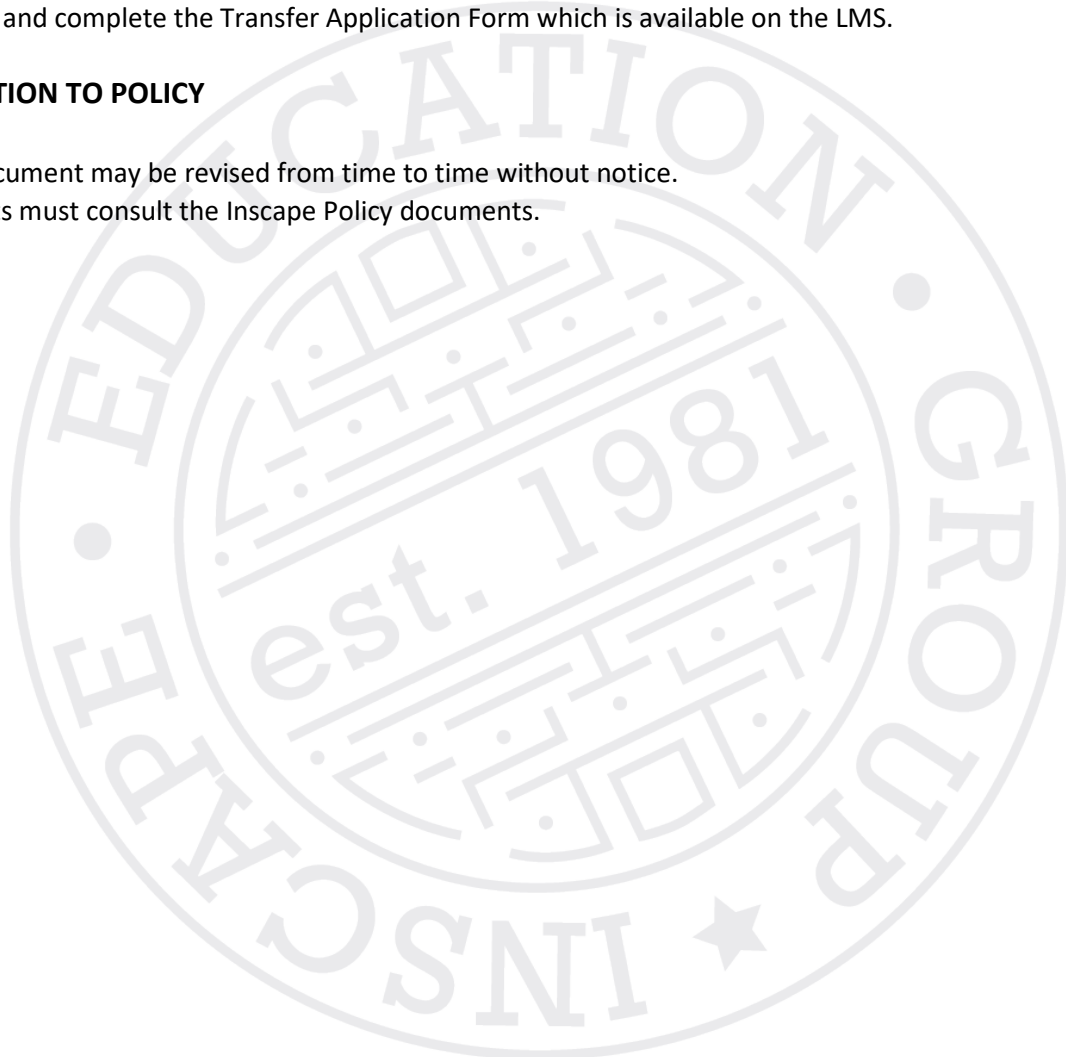 and complete the Transfer Application Form which is available on the LMS.
TION TO POLICY
cument may be revised from time to time without notice.
s must consult the Inscape Policy documents.
INSCAPE • EDUCATION • GROUP
est. 1981